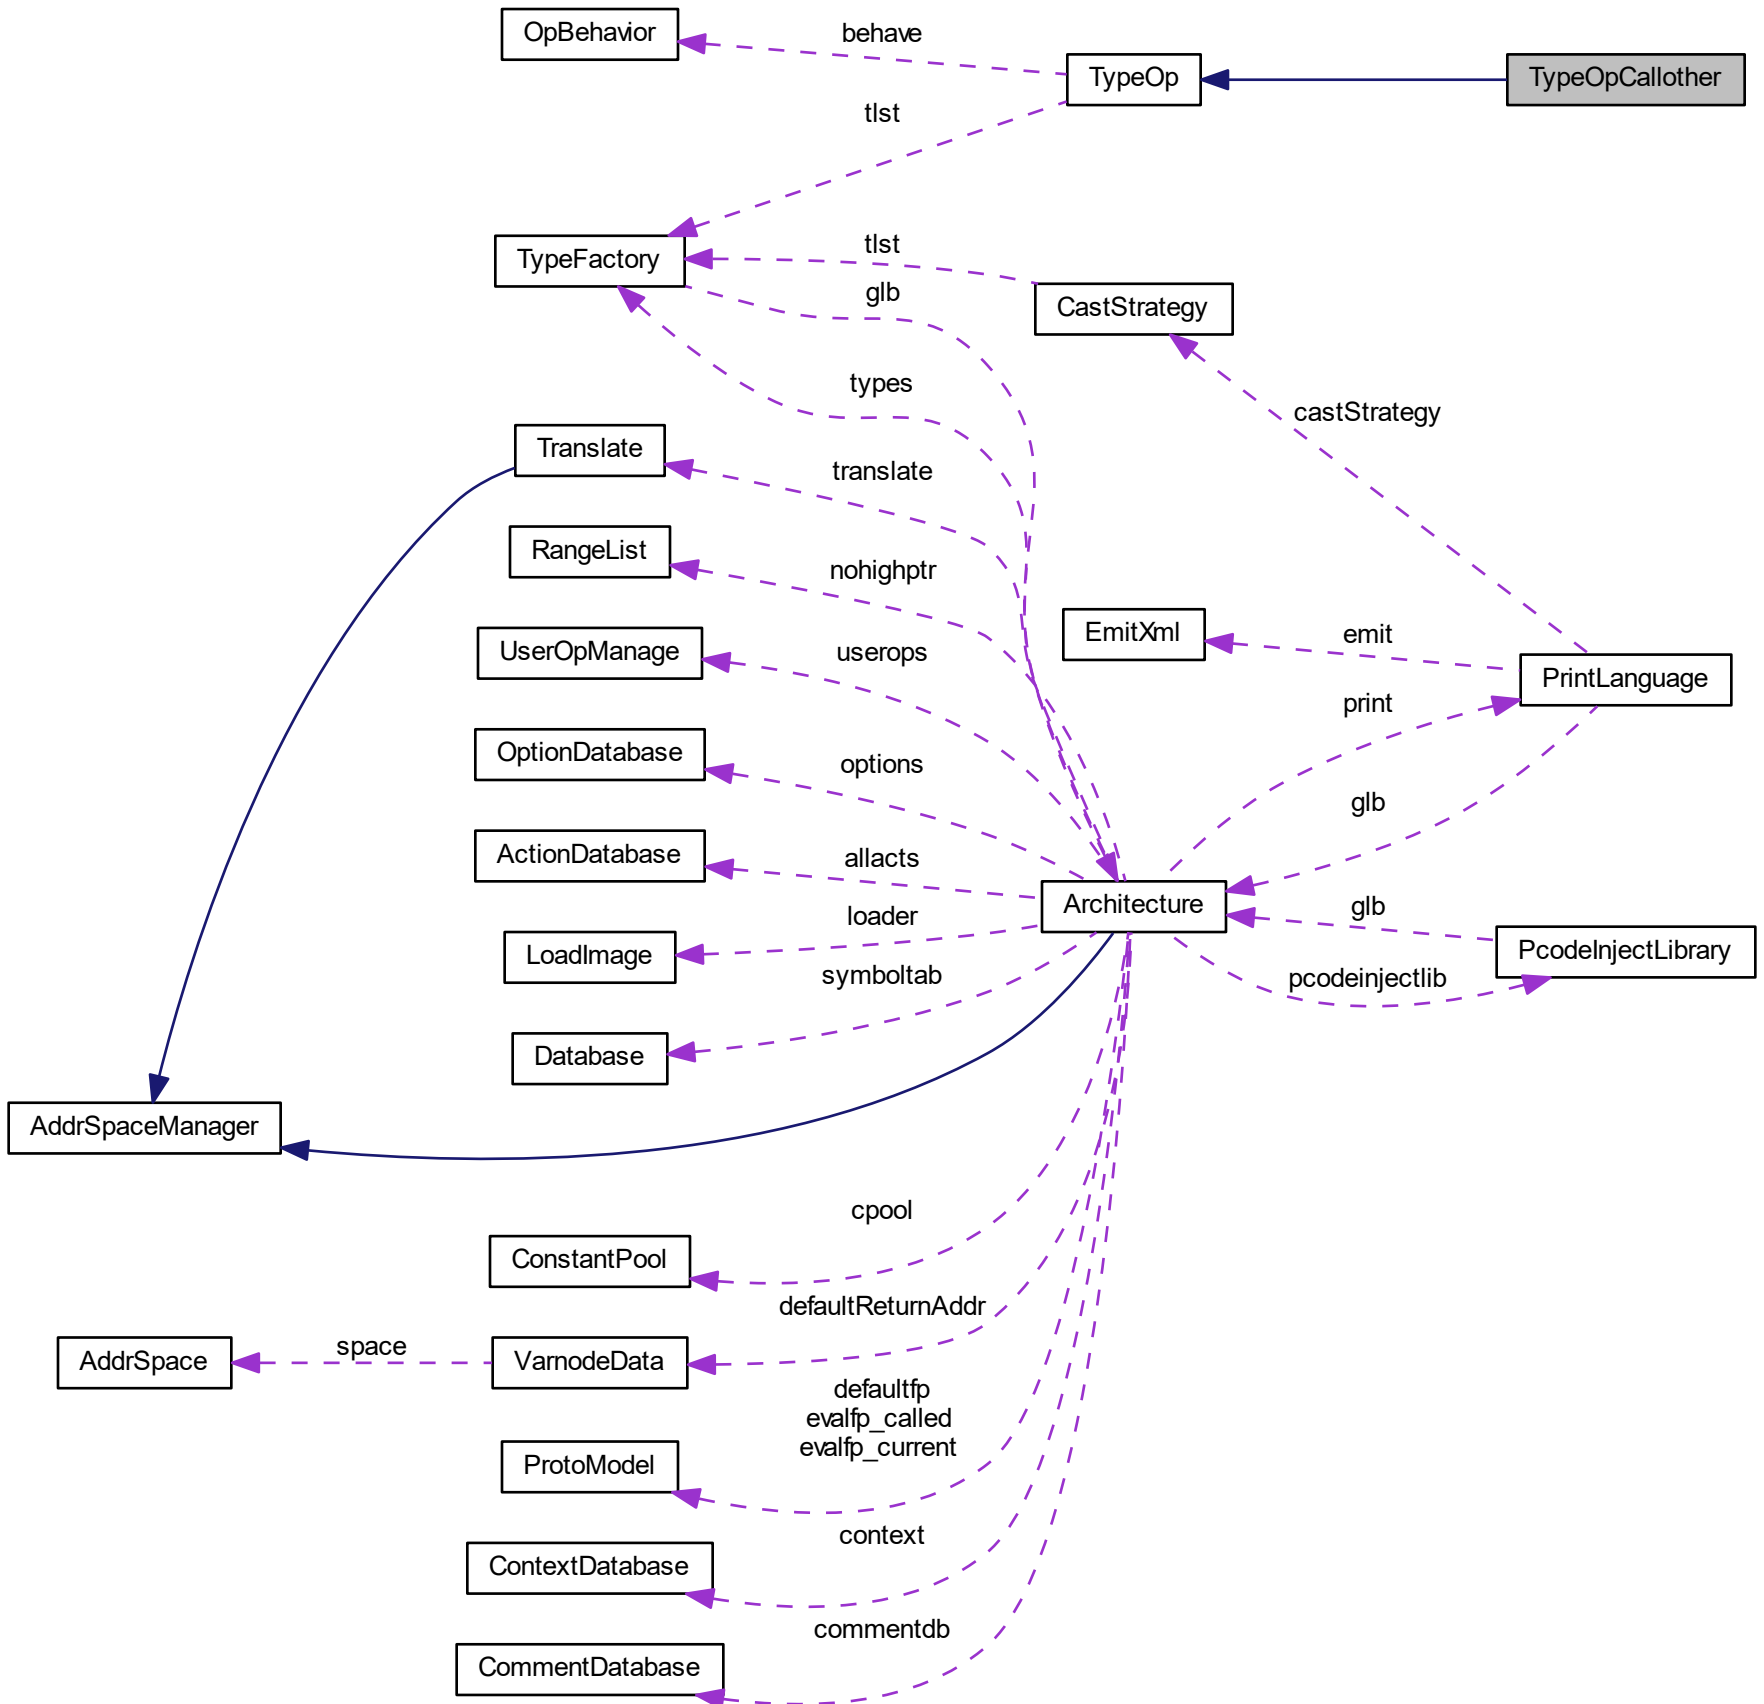 OpBehavior
behave
TypeOp
TypeOpCallother
tlst
TypeFactory
tlst
glb
CastStrategy
types
castStrategy
Translate
translate
RangeList
nohighptr
EmitXml
emit
UserOpManage
userops
PrintLanguage
print
OptionDatabase
options
glb
ActionDatabase
allacts
Architecture
glb
LoadImage
loader
PcodeInjectLibrary
symboltab
pcodeinjectlib
Database
AddrSpaceManager
cpool
ConstantPool
defaultReturnAddr
AddrSpace
space
VarnodeData
defaultfp
evalfp_called
evalfp_current
ProtoModel
context
ContextDatabase
commentdb
CommentDatabase